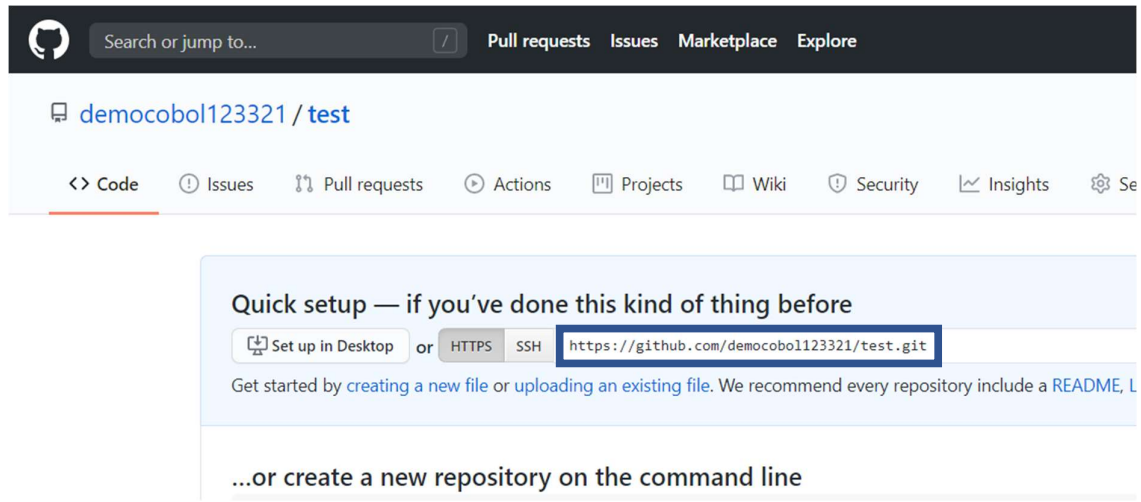 Search or jump to... / Pull requests Issues Marketplace Explore
democobol123321 / test
<> Code Issues Pull requests Actions Projects Wiki Security Insights Se
Quick setup — if you've done this kind of thing before
Set up in Desktop or HTTPS SSH https://github.com/democobol123321/test.git
Get started by creating a new file or uploading an existing file. We recommend every repository include a README, L
...or create a new repository on the command line